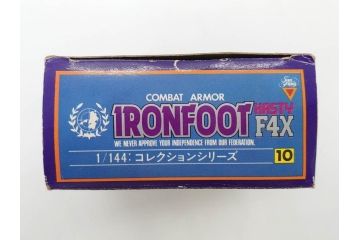 COMBAT ARMOR
IRONFOOT HASTY F4X
WE NEVER APPROVE YOUR INDEPENDENCE FROM OUR FEDERATION.
1/144:コレクションシリーズ
10